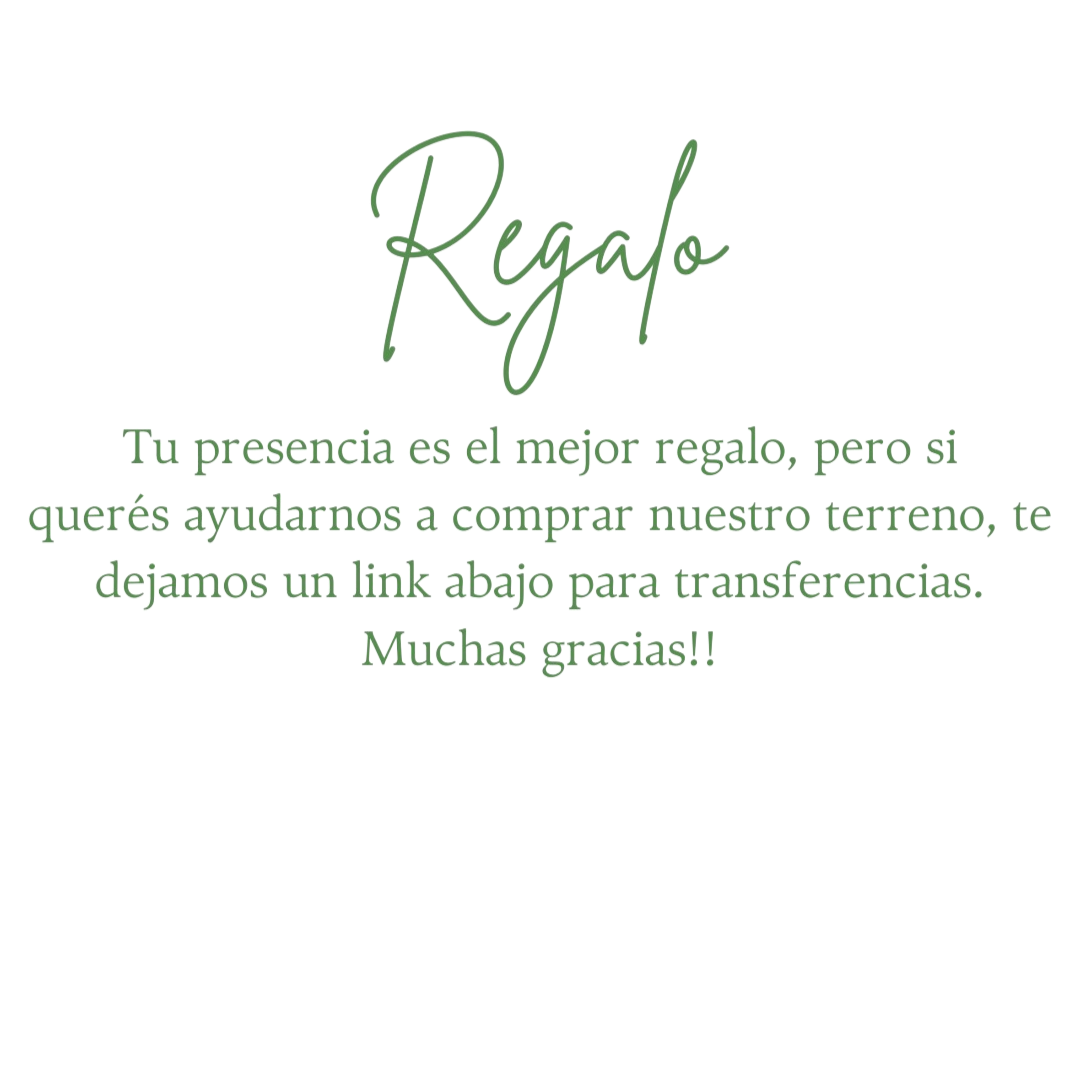 Regalo
Tu presencia es el mejor regalo, pero si
querés ayudarnos a comprar nuestro terreno, te
dejamos un link abajo para transferencias.
Muchas gracias!!